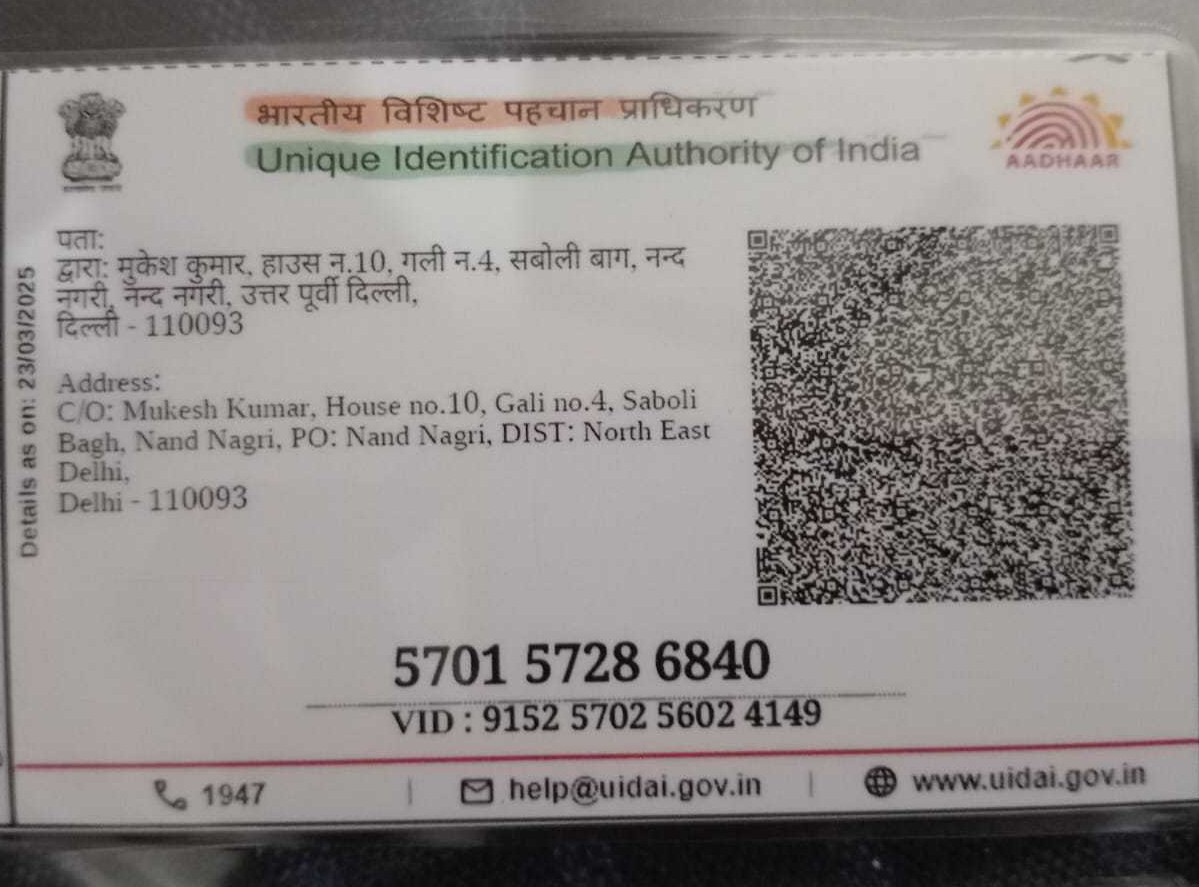 भारतीय विशिष्ट पहचान प्राधिकरण
Unique Identification Authority of India
AADHAAR
Details as on: 23/03/2025
पता:
द्वारा: मुकेश कुमार, हाउस न.10, गली न.4, सबोली बाग, नन्द
नगरी, नन्द नगरी, उत्तर पूर्वी दिल्ली,
दिल्ली - 110093
Address:
C/O: Mukesh Kumar, House no.10, Gali no.4, Saboli
Bagh, Nand Nagri, PO: Nand Nagri, DIST: North East
Delhi,
Delhi - 110093
5701 5728 6840
VID : 9152 5702 5602 4149
1947 | help@uidai.gov.in | www.uidai.gov.in